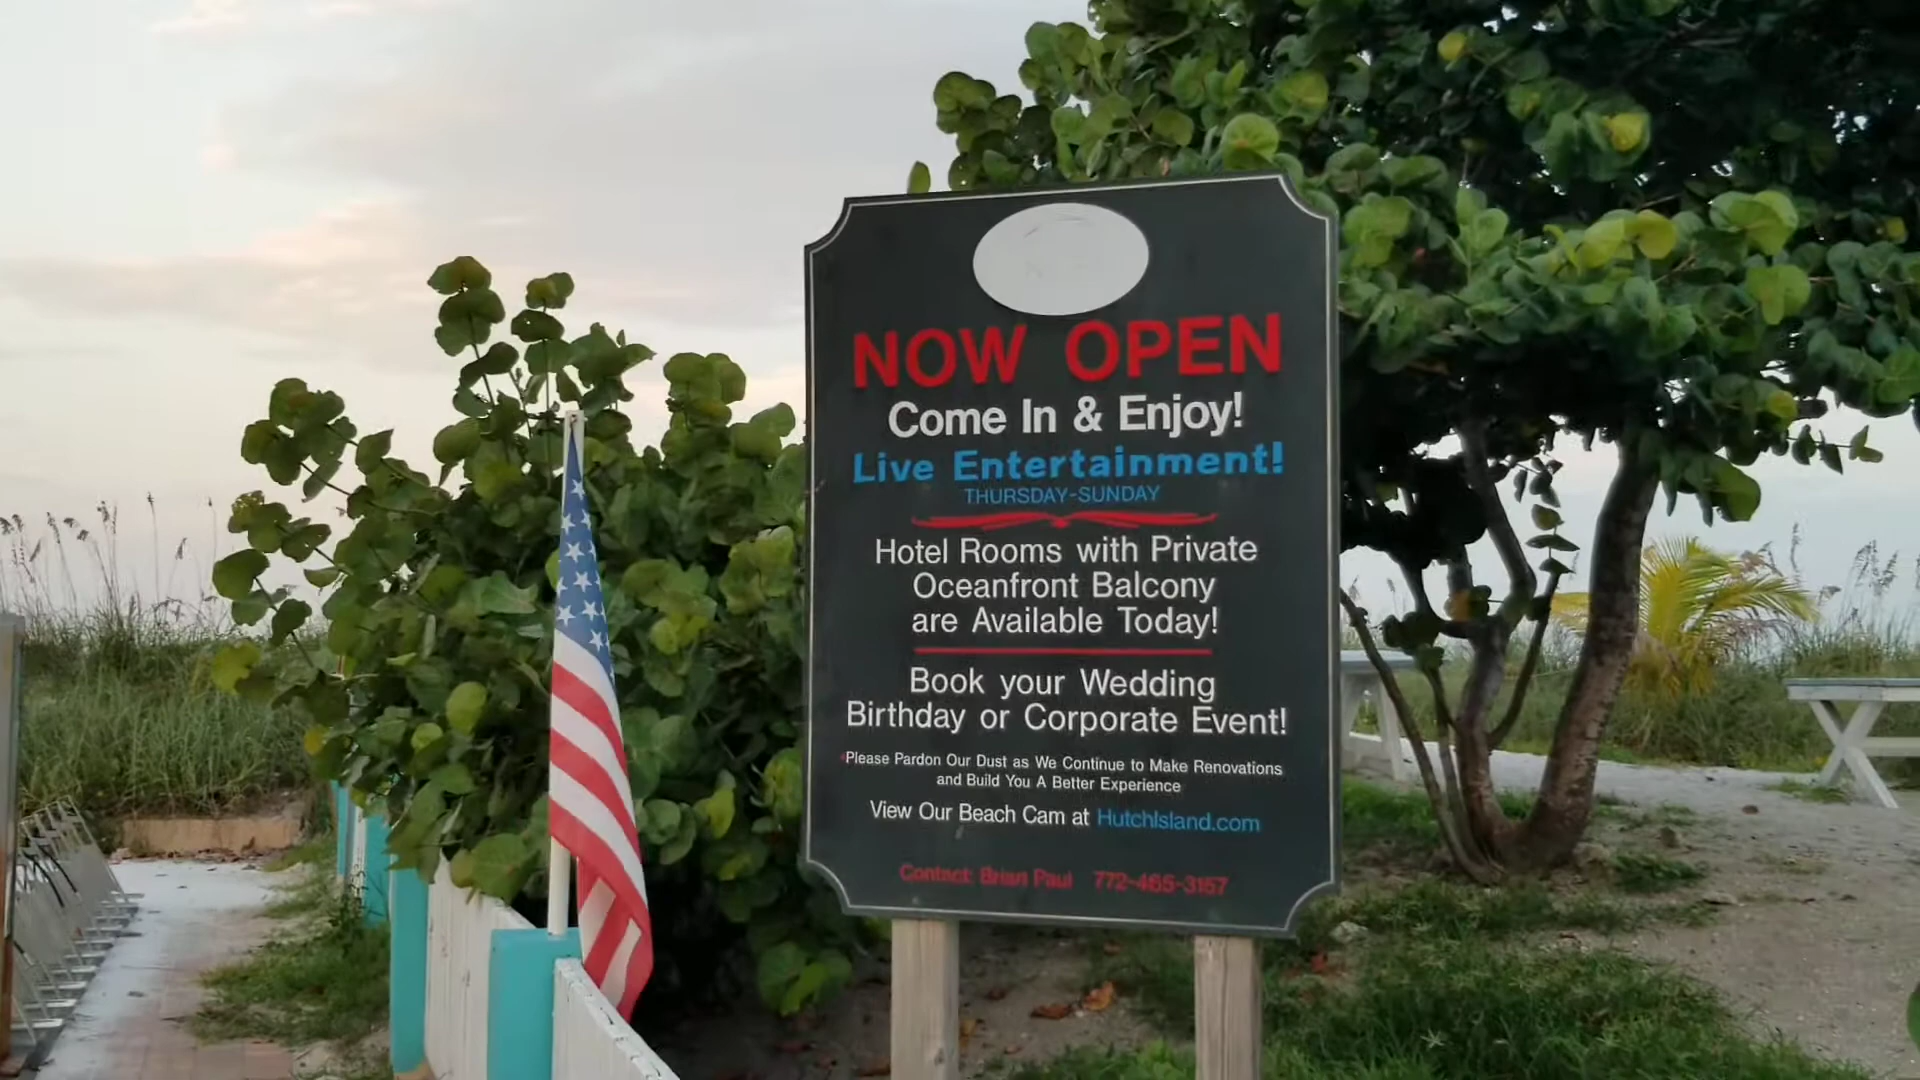 NOW OPEN
Come In & Enjoy!
Live Entertainment!
THURSDAY-SUNDAY
Hotel Rooms with Private
Oceanfront Balcony
are Available Today!
Book your Wedding
Birthday or Corporate Event!
*Please Pardon Our Dust as We Continue to Make Renovations
and Build You A Better Experience
View Our Beach Cam at HutchIsland.com
Contact: Brian Paul 772-465-3157